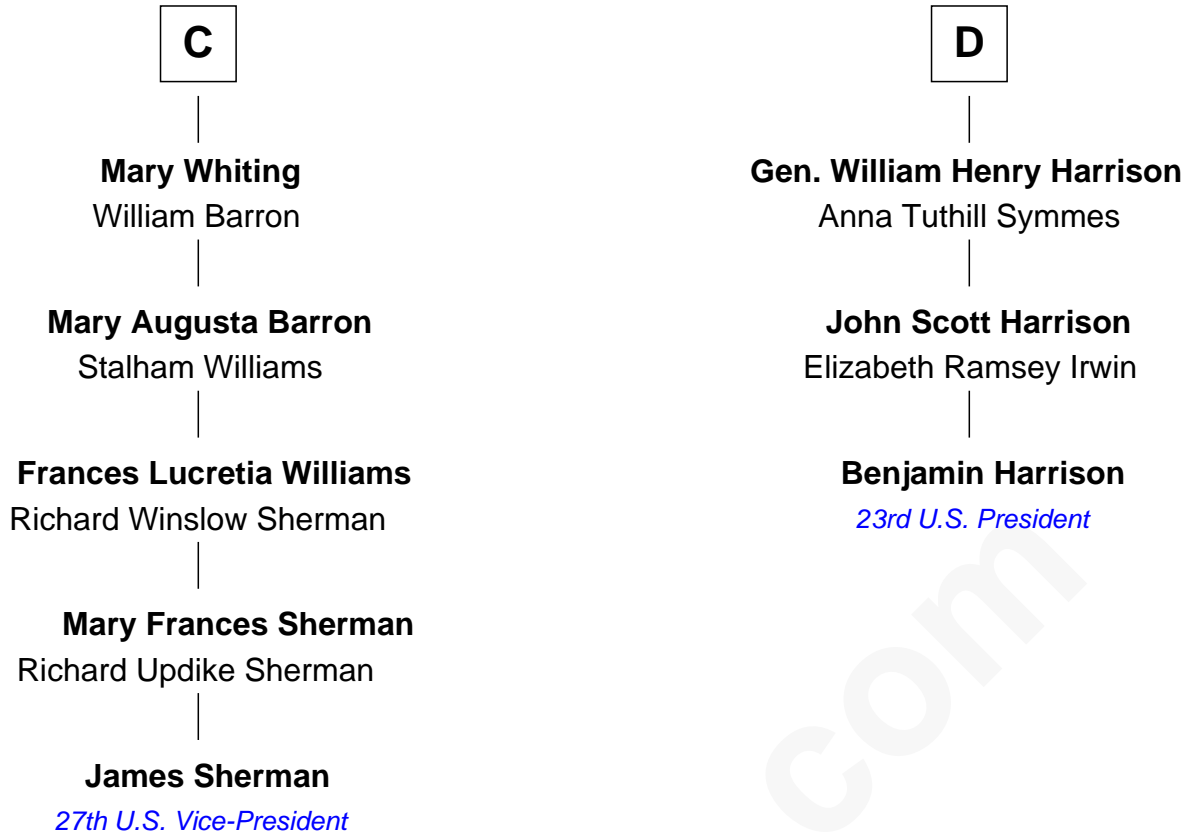 C
Mary Whiting
William Barron
Mary Augusta Barron
Stalham Williams
Frances Lucretia Williams
Richard Winslow Sherman
Mary Frances Sherman
Richard Updike Sherman
James Sherman
27th U.S. Vice-President
D
Gen. William Henry Harrison
Anna Tuthill Symmes
John Scott Harrison
Elizabeth Ramsey Irwin
Benjamin Harrison
23rd U.S. President
com